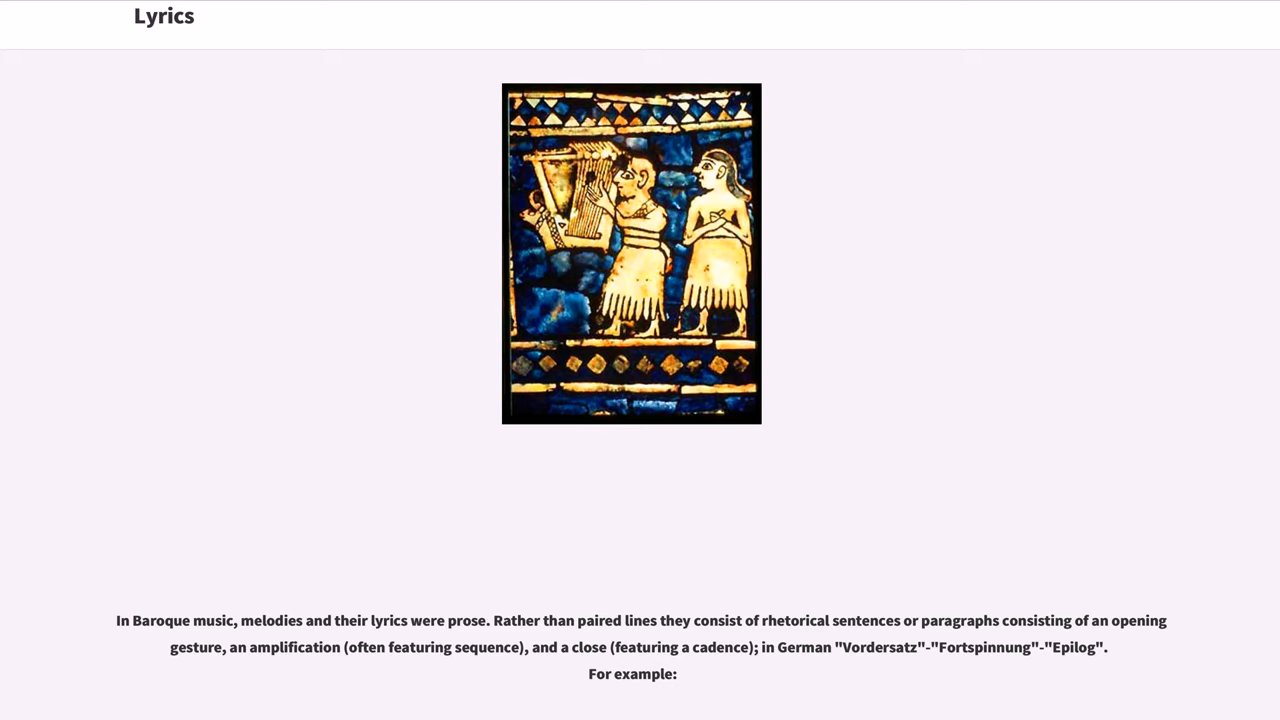 Lyrics
In Baroque music, melodies and their lyrics were prose. Rather than paired lines they consist of rhetorical sentences or paragraphs consisting of an opening
gesture, an amplification (often featuring sequence), and a close (featuring a cadence); in German "Vordersatz"-"Fortspinnung"-"Epilog".
For example: